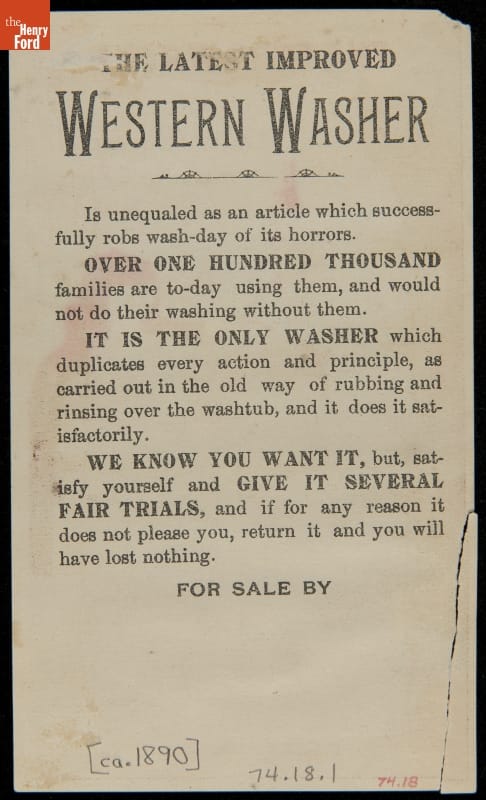 the
Henry
Ford
THE LATEST IMPROVED
WESTERN WASHER
Is unequaled as an article which success-
fully robs wash-day of its horrors.
OVER ONE HUNDRED THOUSAND
families are to-day using them, and would
not do their washing without them.
IT IS THE ONLY WASHER which
duplicates every action and principle, as
carried out in the old way of rubbing and
rinsing over the washtub, and it does it sat-
isfactorily.
WE KNOW YOU WANT IT, but, sat-
isfy yourself and GIVE IT SEVERAL
FAIR TRIALS, and if for any reason it
does not please you, return it and you will
have lost nothing.
FOR SALE BY
[ca.1890]
74.18.1
74.18